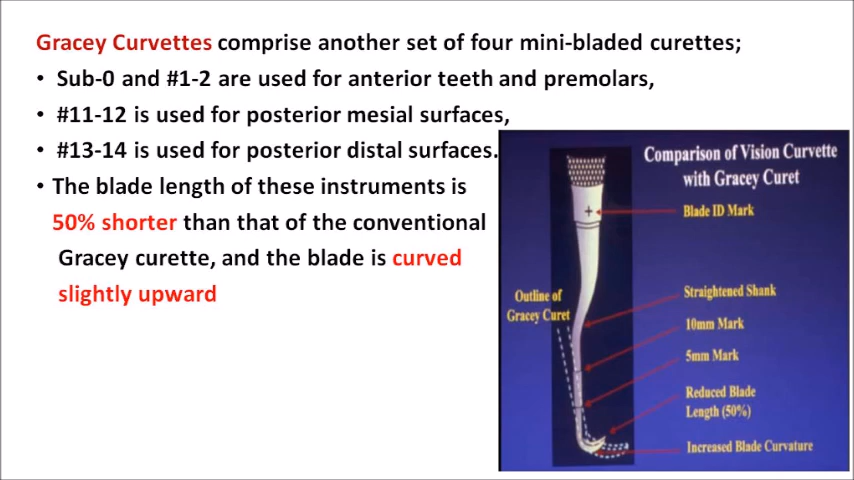 Gracey Curvettes comprise another set of four mini-bladed curettes;
• Sub-0 and #1-2 are used for anterior teeth and premolars,
• #11-12 is used for posterior mesial surfaces,
• #13-14 is used for posterior distal surfaces.
• The blade length of these instruments is
50% shorter than that of the conventional
Gracey curette, and the blade is curved
slightly upward
Comparison of Vision Curvette
with Gracey Curet
Blade ID Mark
+
Outline of
Gracey Curet
Straightened Shank
10mm Mark
5mm Mark
Reduced Blade
Length (50%)
Increased Blade Curvature